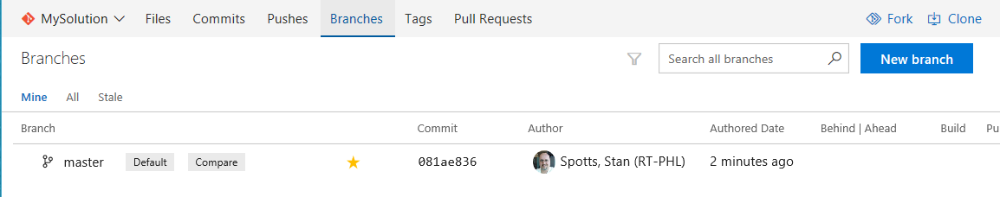 MySolution Files Commits Pushes Branches Tags Pull Requests Fork Clone
Branches Search all branches New branch
Mine All Stale
Branch Commit Author Authored Date Behind | Ahead Build Pu
master Default Compare 081ae836 Spotts, Stan (RT-PHL) 2 minutes ago